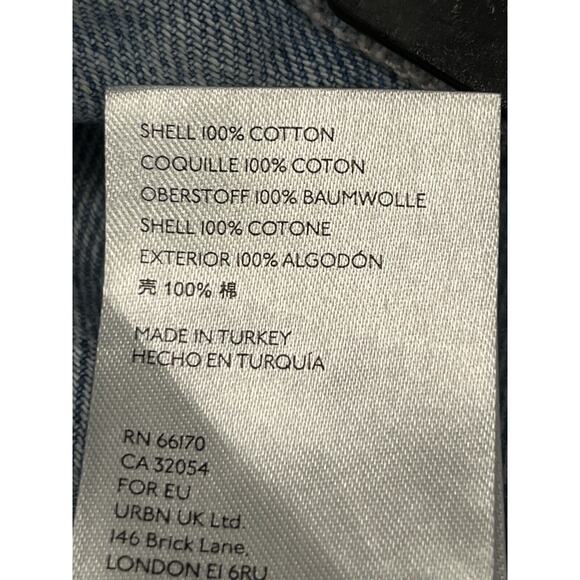 SHELL 100% COTTON
COQUILLE 100% COTON
OBERSTOFF 100% BAUMWOLLE
SHELL 100% COTONE
EXTERIOR 100% ALGODÓN
壳 100% 棉
MADE IN TURKEY
HECHO EN TURQUÍA
RN 66170
CA 32054
FOR EU
URBN UK Ltd.
146 Brick Lane,
LONDON E1 6RU